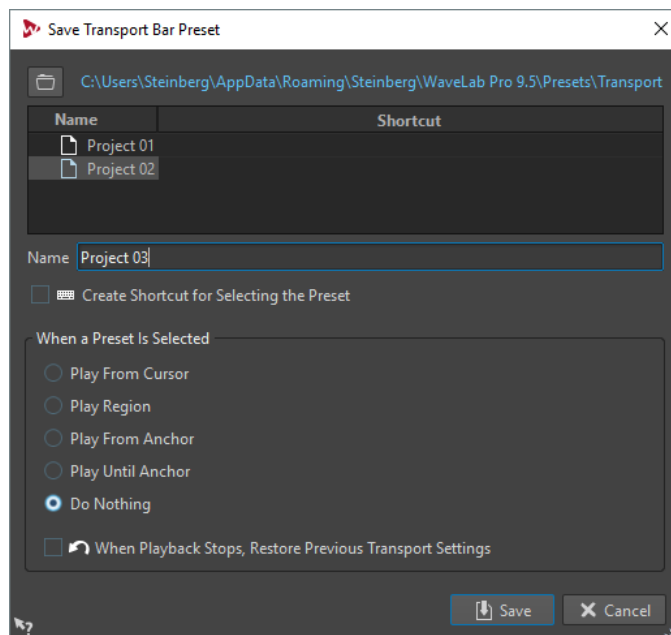 Save Transport Bar Preset
C:\Users\Steinberg\AppData\Roaming\Steinberg\WaveLab Pro 9.5\Presets\Transport
Name Shortcut
Project 01
Project 02
Name Project 03
Create Shortcut for Selecting the Preset
When a Preset Is Selected
Play From Cursor
Play Region
Play From Anchor
Play Until Anchor
Do Nothing
When Playback Stops, Restore Previous Transport Settings
Save Cancel